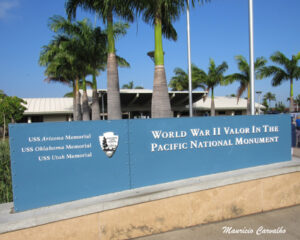 USS Arizona Memorial
USS Oklahoma Memorial
USS Utah Memorial
World War II Valor In The
Pacific National Monument
Mauricio Carvalho